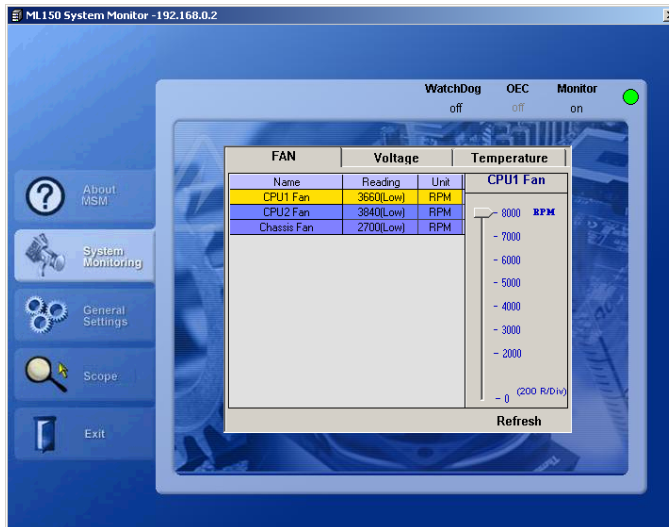 ML150 System Monitor -192.168.0.2
WatchDog OEC Monitor
off off on
FAN Voltage Temperature
Name Reading Unit CPU1 Fan
CPU1 Fan 3660(Low) RPM
CPU2 Fan 3840(Low) RPM
Chassis Fan 2700(Low) RPM
8000 RPM
7000
6000
5000
4000
3000
2000
0 (200 R/Div)
Refresh
About
MSM
System
Monitoring
General
Settings
Scope
Exit